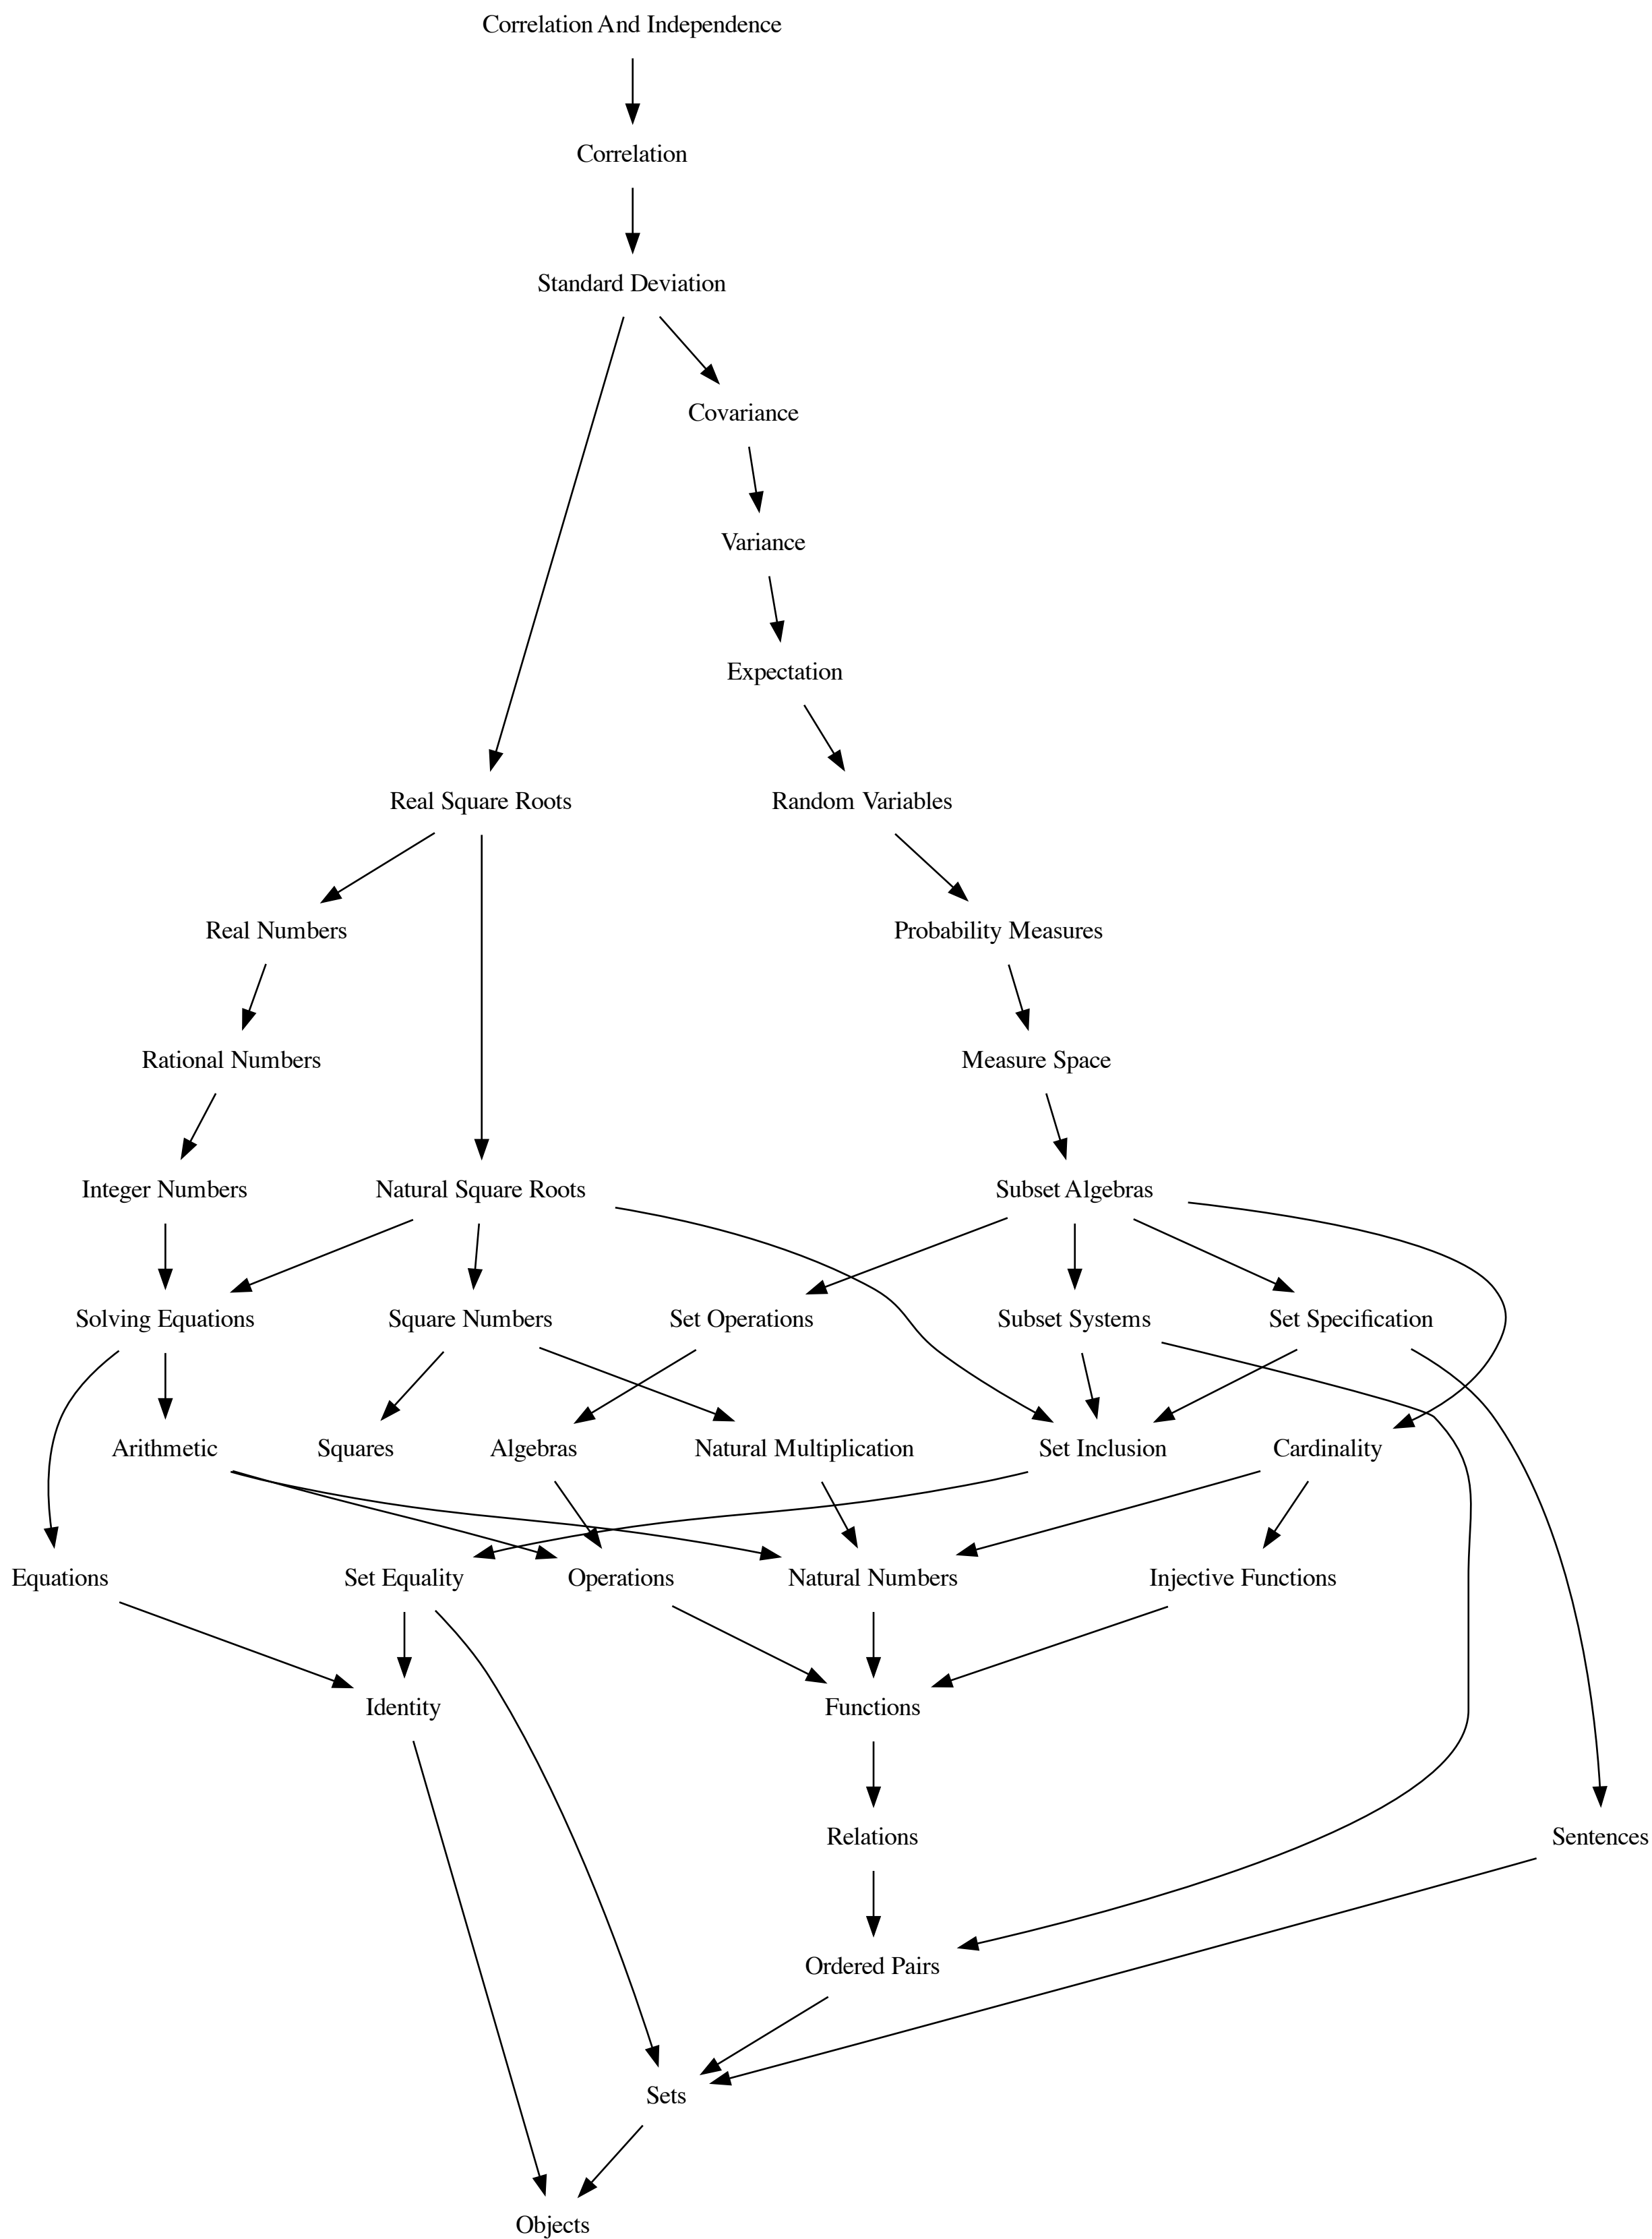 Correlation And Independence
Correlation
Standard Deviation
Covariance
Variance
Expectation
Real Square Roots
Random Variables
Real Numbers
Probability Measures
Rational Numbers
Measure Space
Integer Numbers
Natural Square Roots
Subset Algebras
Solving Equations
Square Numbers
Set Operations
Subset Systems
Set Specification
Arithmetic
Squares
Algebras
Natural Multiplication
Set Inclusion
Cardinality
Equations
Set Equality
Operations
Natural Numbers
Injective Functions
Identity
Functions
Relations
Sentences
Ordered Pairs
Sets
Objects